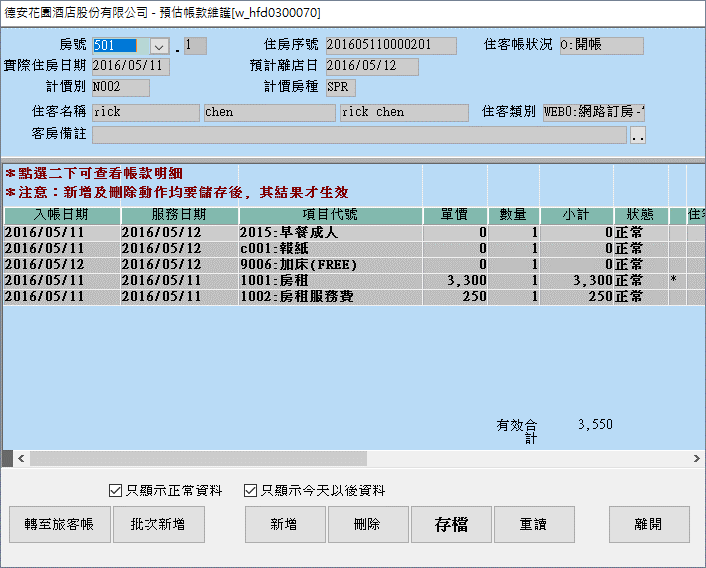 德安花園酒店股份有限公司 - 預估帳款維護[w_hfd0300070]
房號 501 . 1 住房序號 201605110000201 住客帳狀況 O:開帳
實際住房日期 2016/05/11 預計離店日 2016/05/12
計價別 N002 計價房種 SPR
住客名稱 rick chen rick chen 住客類別 WEB0:網路訂房-
客房備註 ..
*點選二下可查看帳款明細
*注意：新增及刪除動作均要儲存後，其結果才生效
入帳日期 服務日期 項目代號 單價 數量 小計 狀態 住
2016/05/11 2016/05/12 2015:早餐成人 0 1 0 正常
2016/05/11 2016/05/12 c001:報紙 0 1 0 正常
2016/05/12 2016/05/12 9006:加床(FREE) 0 1 0 正常
2016/05/11 2016/05/11 1001:房租 3,300 1 3,300 正常 *
2016/05/11 2016/05/11 1002:房租服務費 250 1 250 正常
有效合計 3,550
只顯示正常資料 只顯示今天以後資料
轉至旅客帳 批次新增 新增 刪除 存檔 重讀 離開